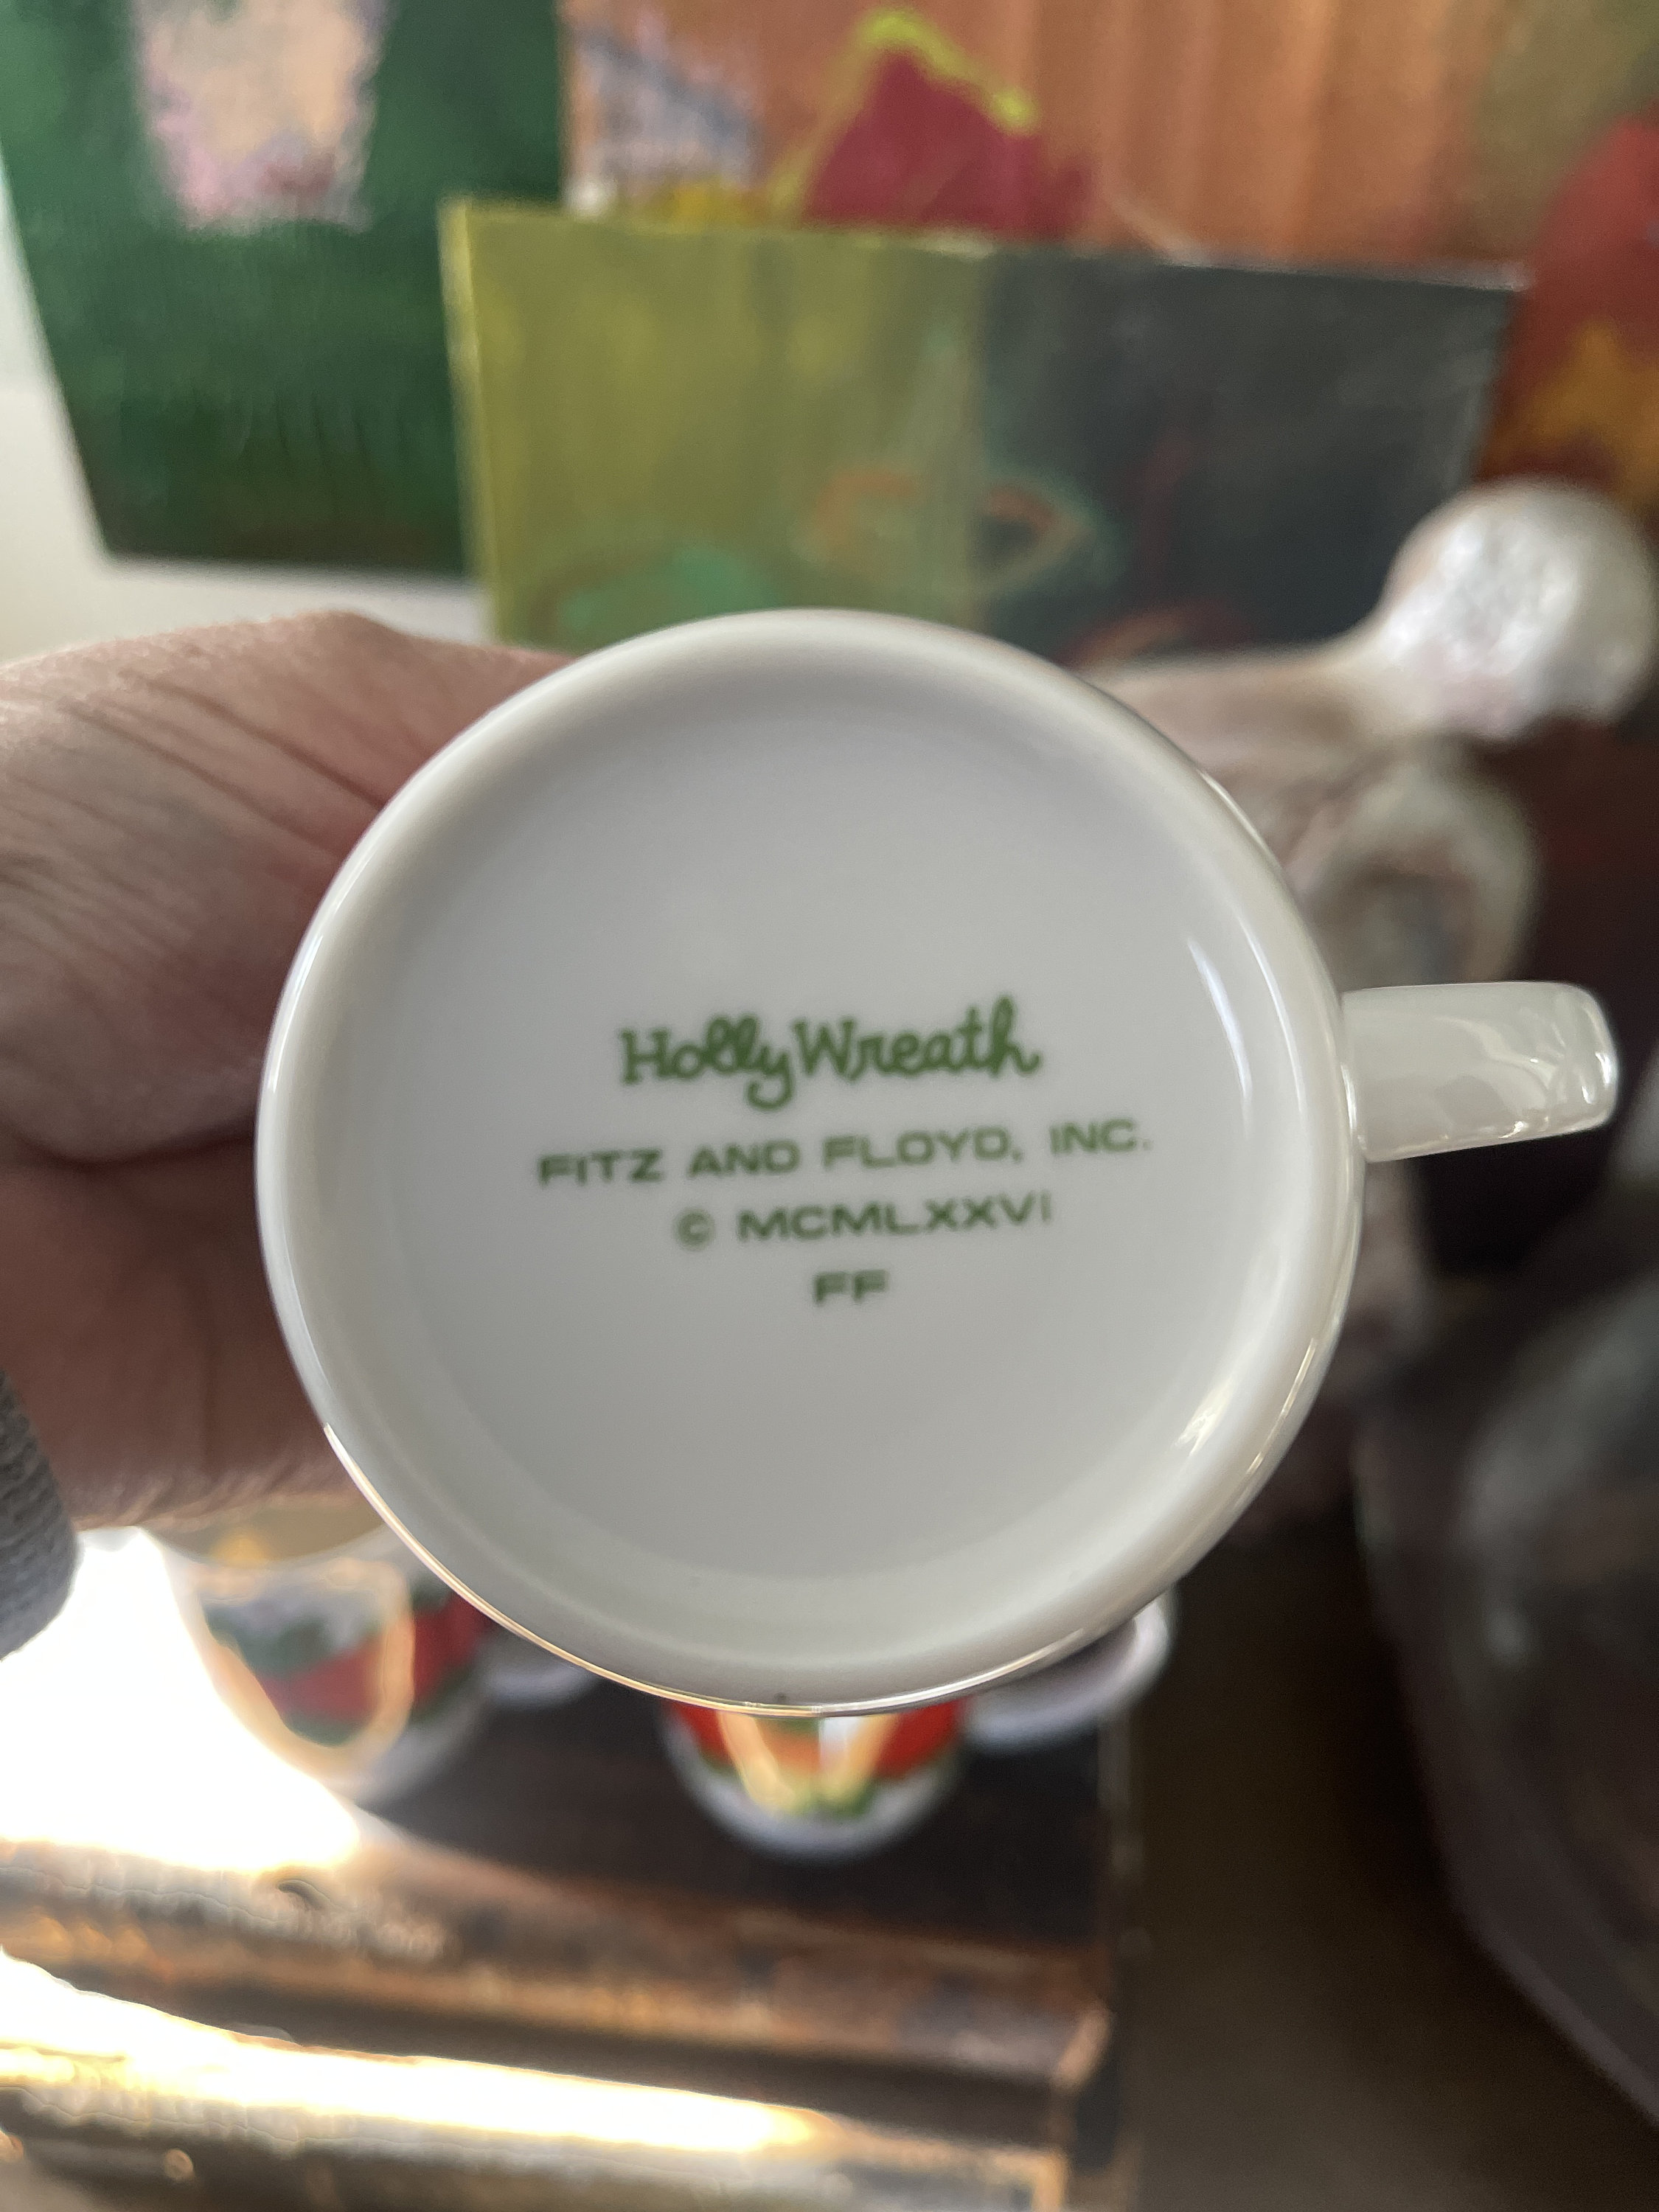 Holly Wreath
FITZ AND FLOYD, INC.
© MCMLXXVI
FF